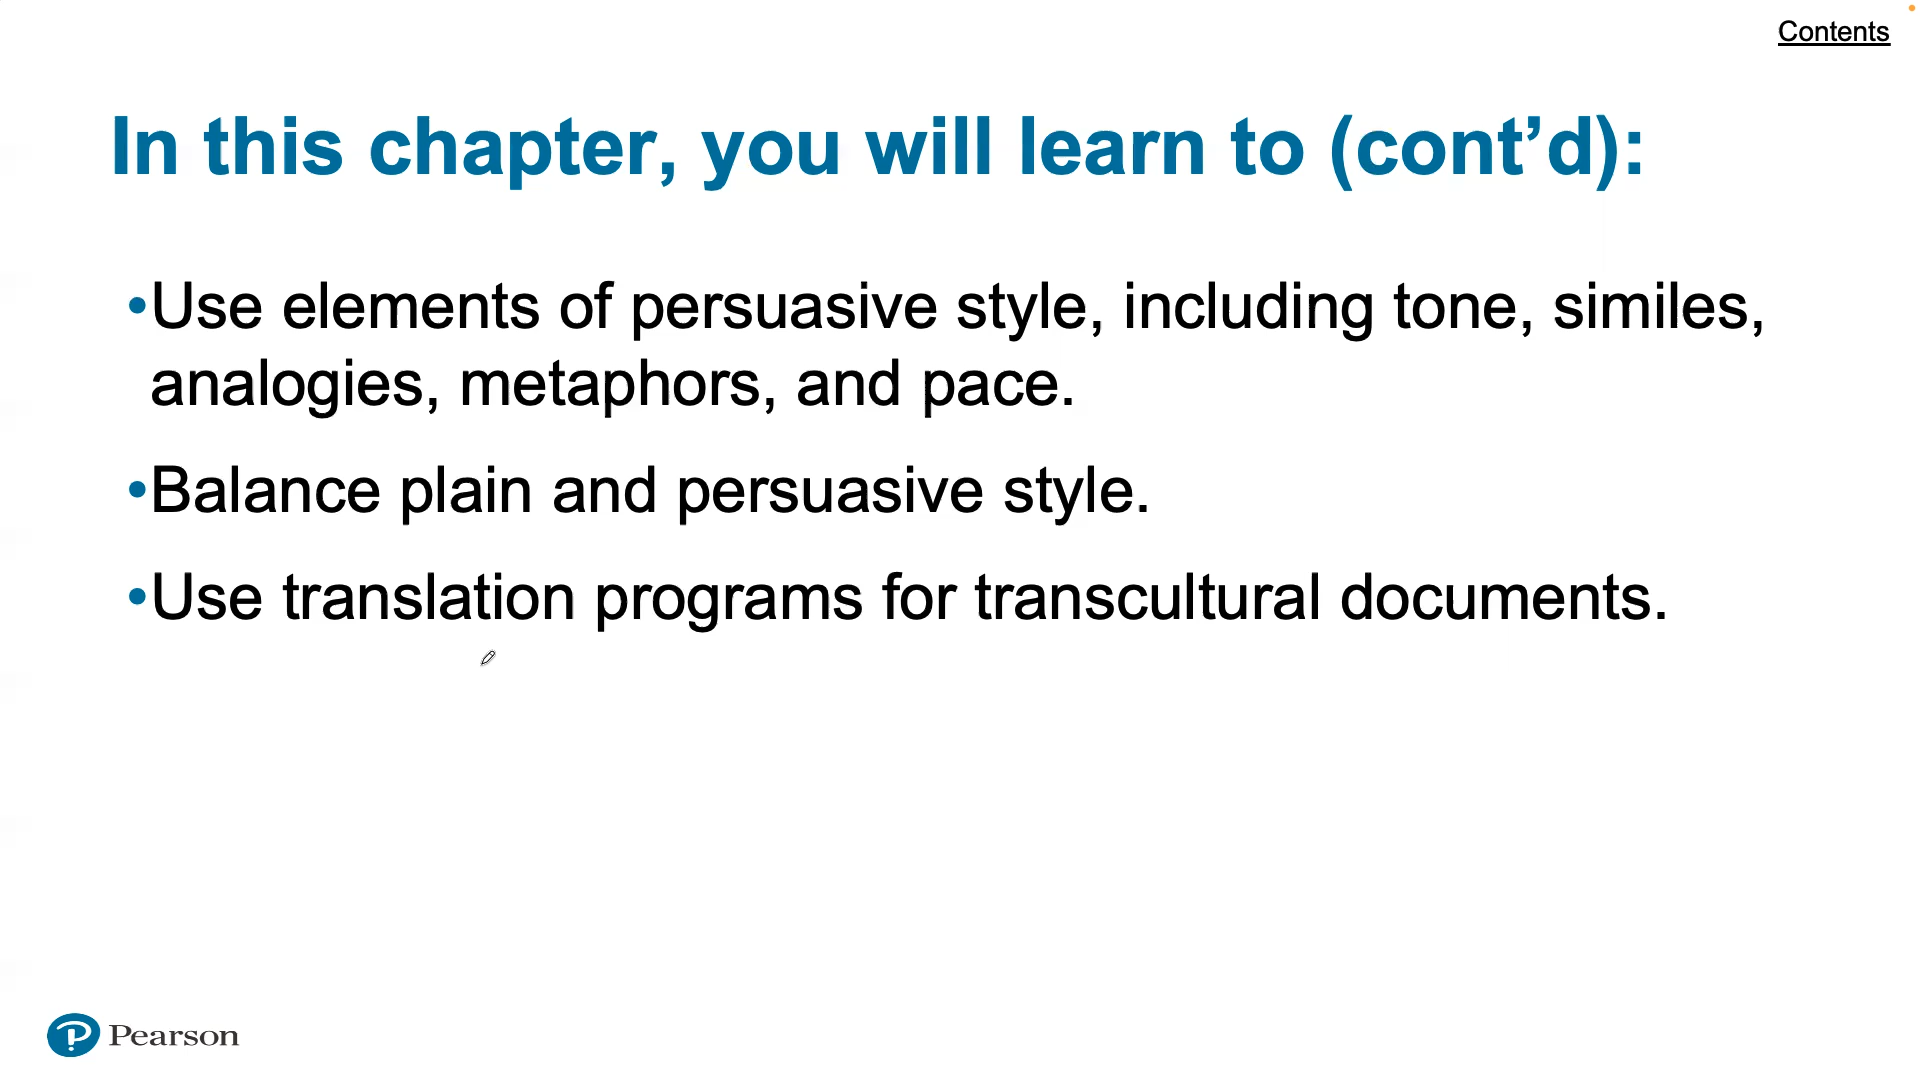 Contents
In this chapter, you will learn to (cont’d):
•Use elements of persuasive style, including tone, similes,
analogies, metaphors, and pace.
•Balance plain and persuasive style.
•Use translation programs for transcultural documents.
Pearson